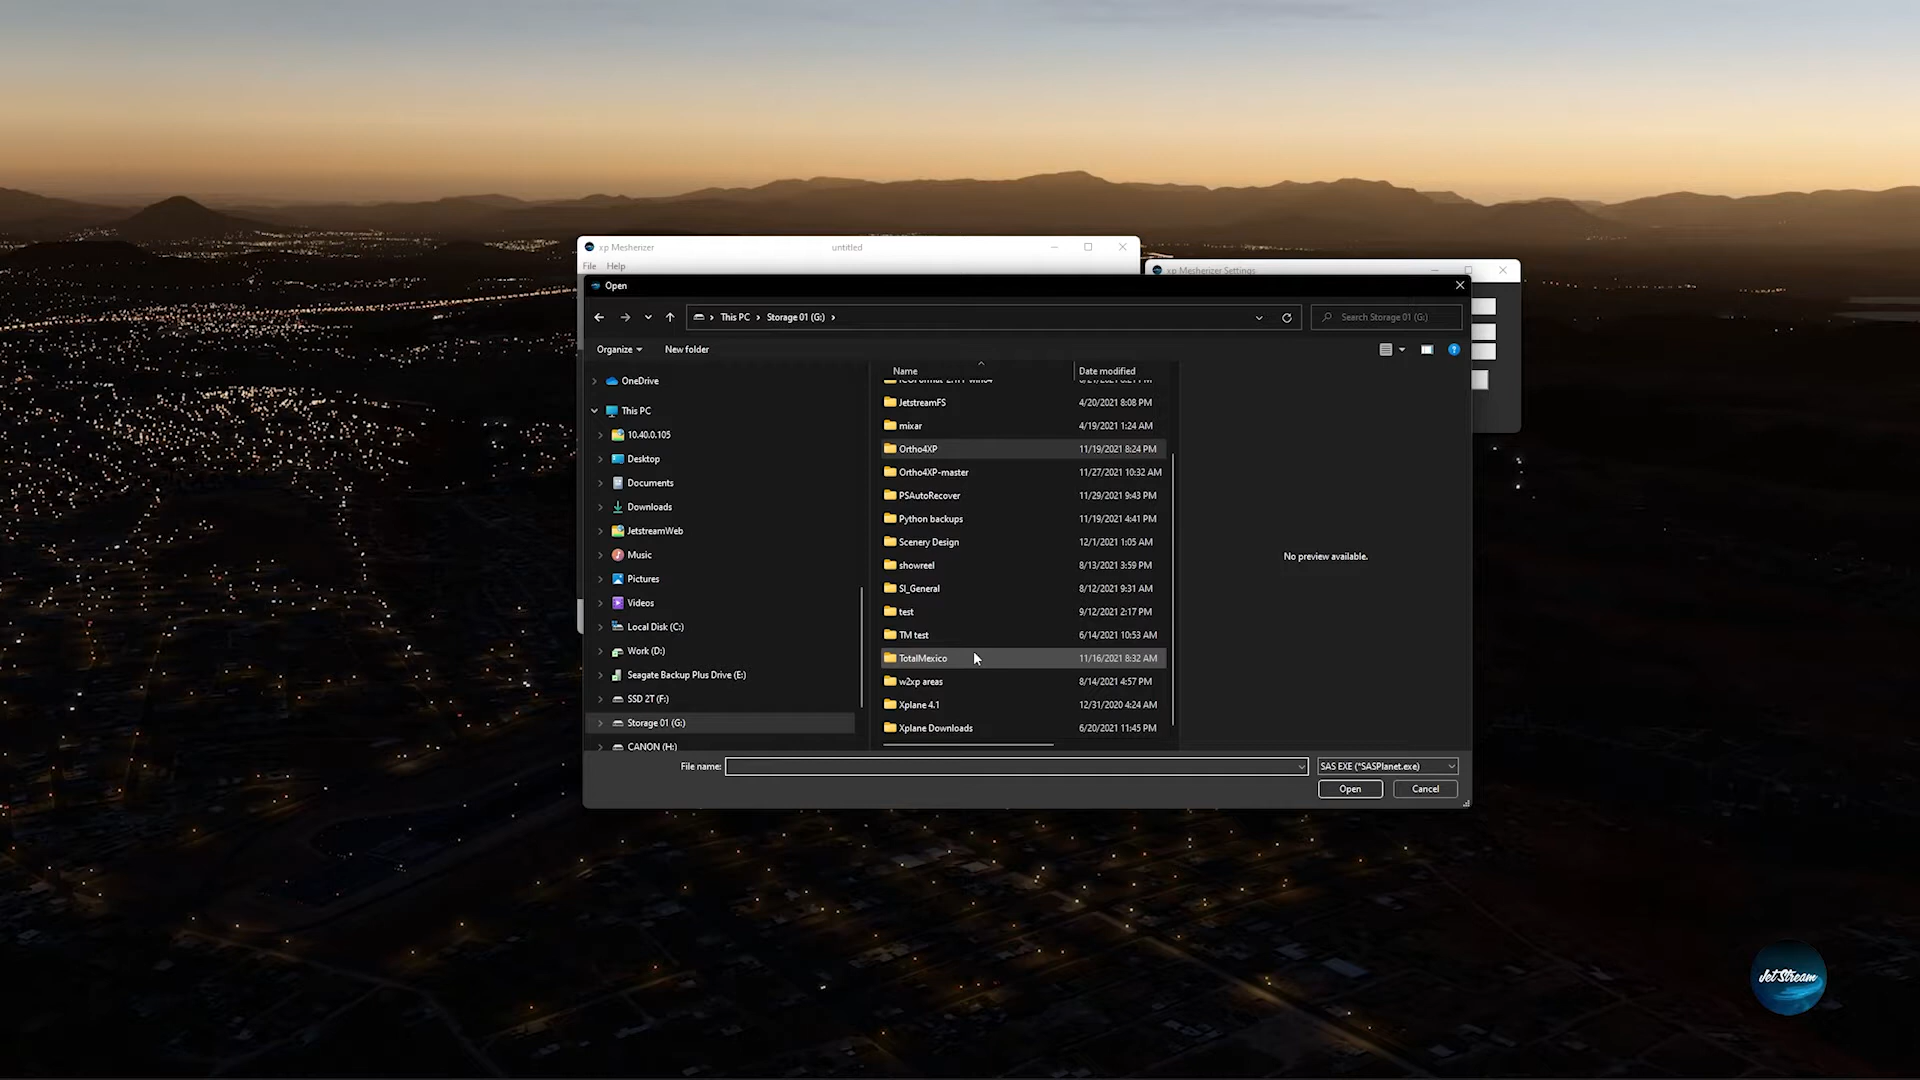 xp Mesherizer
untitled
File Help
xp Mesherizer Settings
Open
This PC > Storage 01 (G:) >
Search Storage 01 (G:)
Organize
New folder
OneDrive
This PC
10.40.0.105
Desktop
Documents
Downloads
JetstreamWeb
Music
Pictures
Videos
Local Disk (C:)
Work (D:)
Seagate Backup Plus Drive (E:)
SSD 2T (F:)
Storage 01 (G:)
CANON (H:)
Name Date modified
JetstreamFS 4/20/2021 8:08 PM
mixar 4/19/2021 1:24 AM
Ortho4XP 11/19/2021 8:24 PM
Ortho4XP-master 11/27/2021 10:32 AM
PSAutoRecover 11/29/2021 9:43 PM
Python backups 11/19/2021 4:41 PM
Scenery Design 12/1/2021 1:05 AM
showreel 8/13/2021 3:59 PM
SI_General 8/12/2021 9:31 AM
test 9/12/2021 2:17 PM
TM test 6/14/2021 10:53 AM
TotalMexico 11/16/2021 8:32 AM
w2xp areas 8/14/2021 4:57 PM
Xplane 4.1 12/31/2020 4:24 AM
Xplane Downloads 6/20/2021 11:45 PM
No preview available.
File name:
SAS EXE (*SASPlanet.exe)
Open
Cancel
Jet Stream